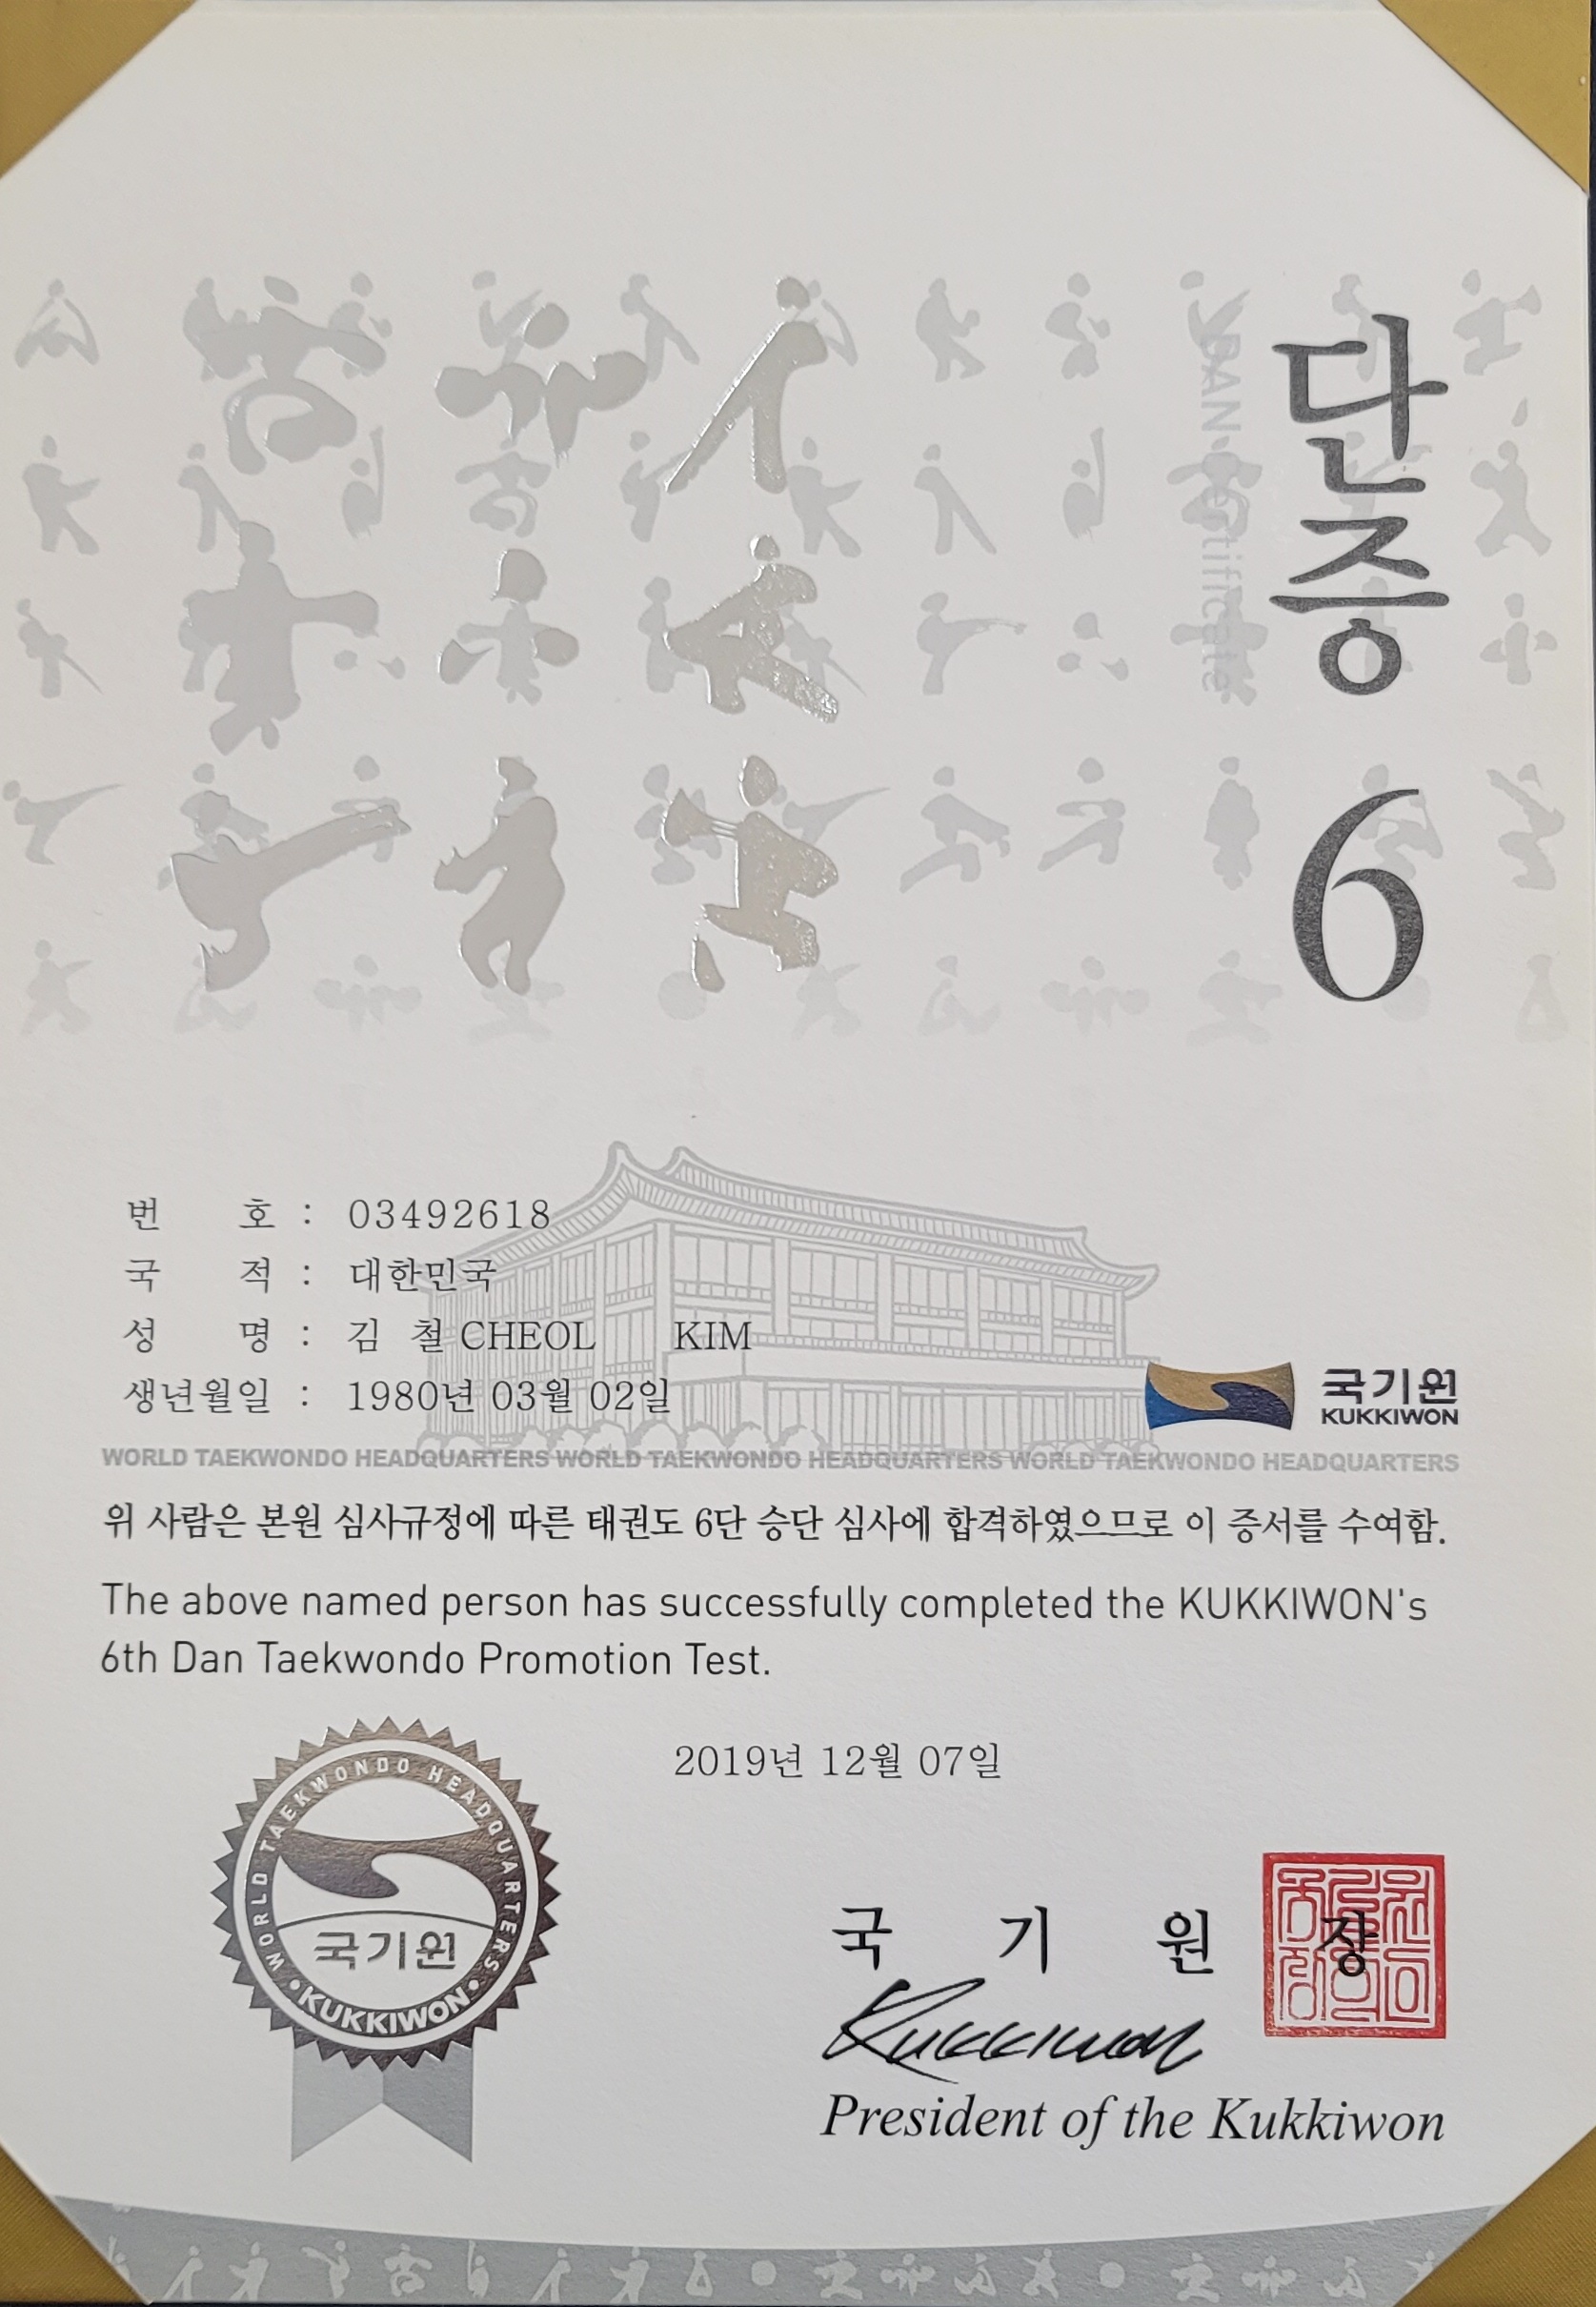 단증 6
DAN Certificate
번 호 : 03492618
국 적 : 대한민국
성 명 : 김 철 CHEOL KIM
생년월일 : 1980년 03월 02일
국기원
KUKKIWON
WORLD TAEKWONDO HEADQUARTERS WORLD TAEKWONDO HEADQUARTERS WORLD TAEKWONDO HEADQUARTERS
위 사람은 본원 심사규정에 따른 태권도 6단 승단 심사에 합격하였으므로 이 증서를 수여함.
The above named person has successfully completed the KUKKIWON's
6th Dan Taekwondo Promotion Test.
2019년 12월 07일
WORLD TAEKWONDO HEADQUARTERS
국기원
KUKKIWON
국 기 원 장
Kukkiwon
President of the Kukkiwon